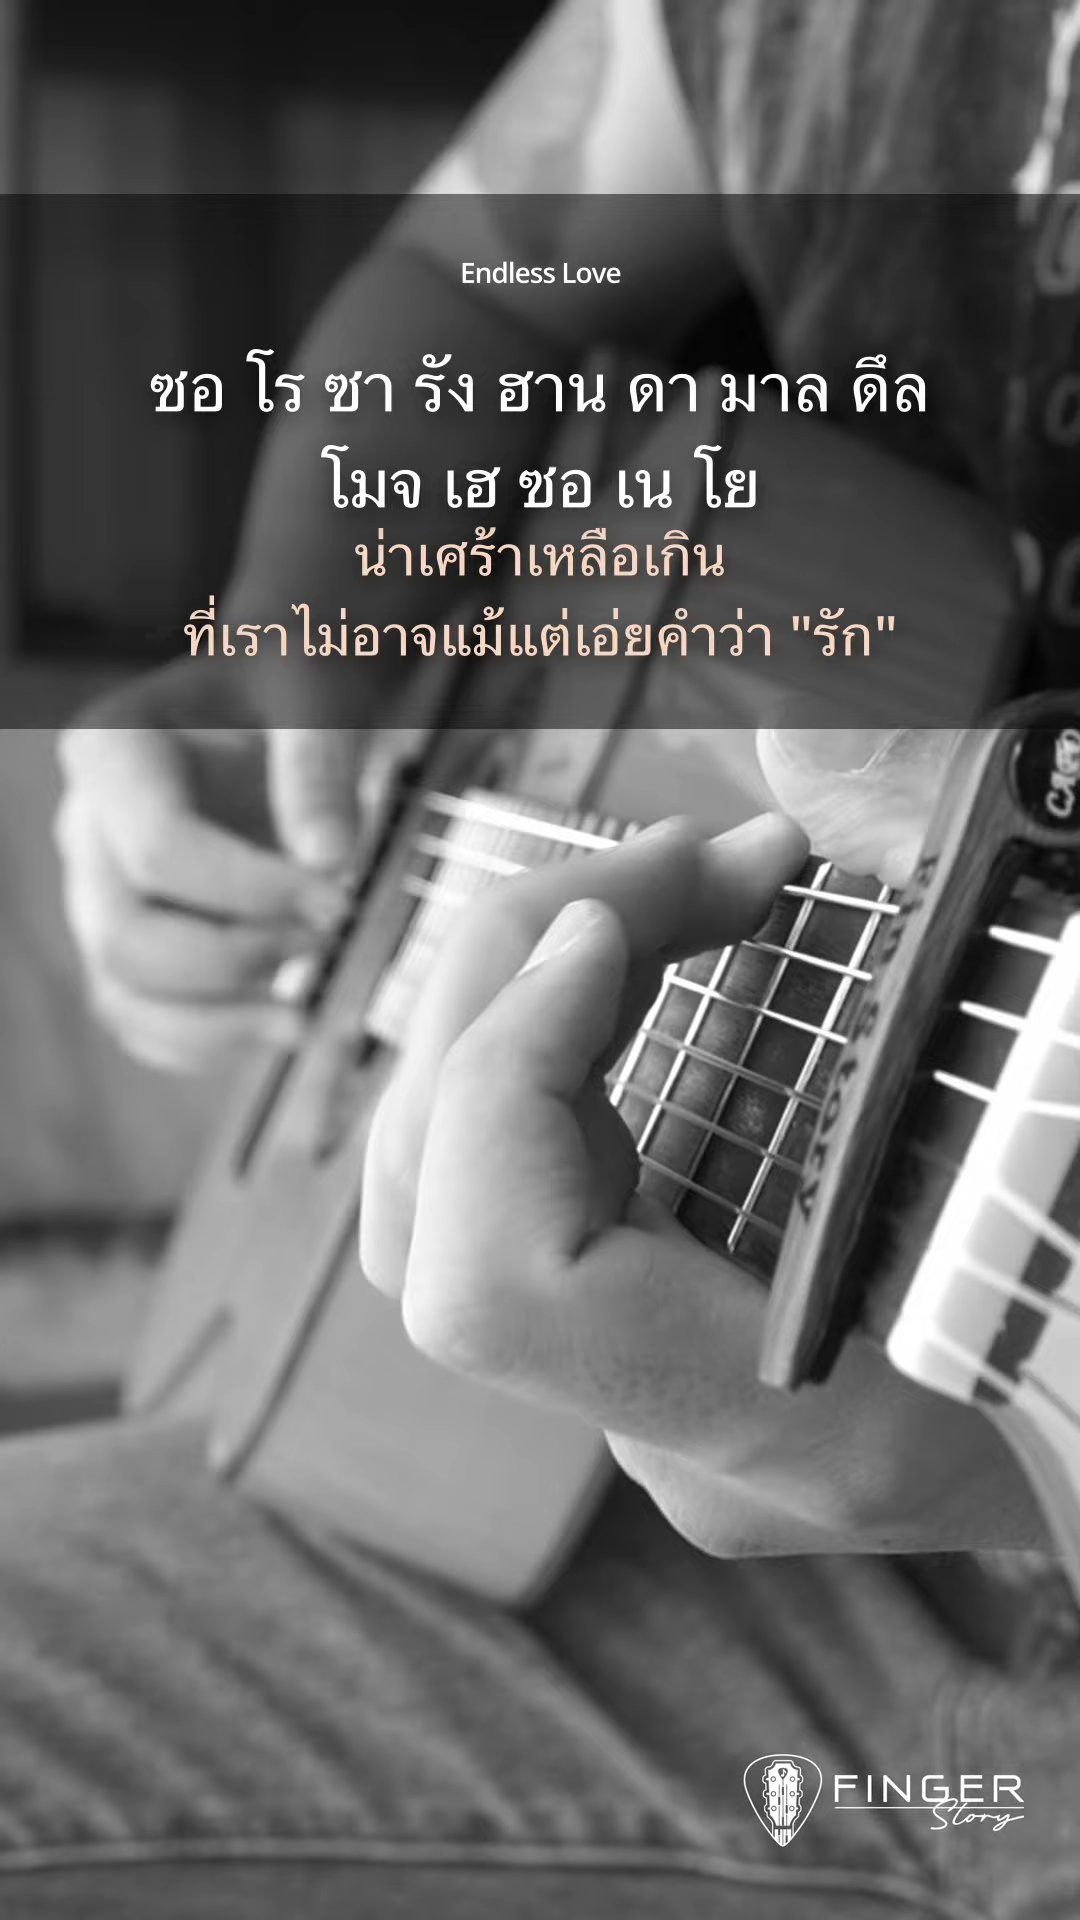 Endless Love
ซอ โร ซา รัง ฮาน ดา มาล ดึล
โมจ เฮ ซอ เน โย
น่าเศร้าเหลือเกิน
ที่เราไม่อาจแม้แต่เอ่ยคำว่า "รัก"
CAPO
FINGER
Story